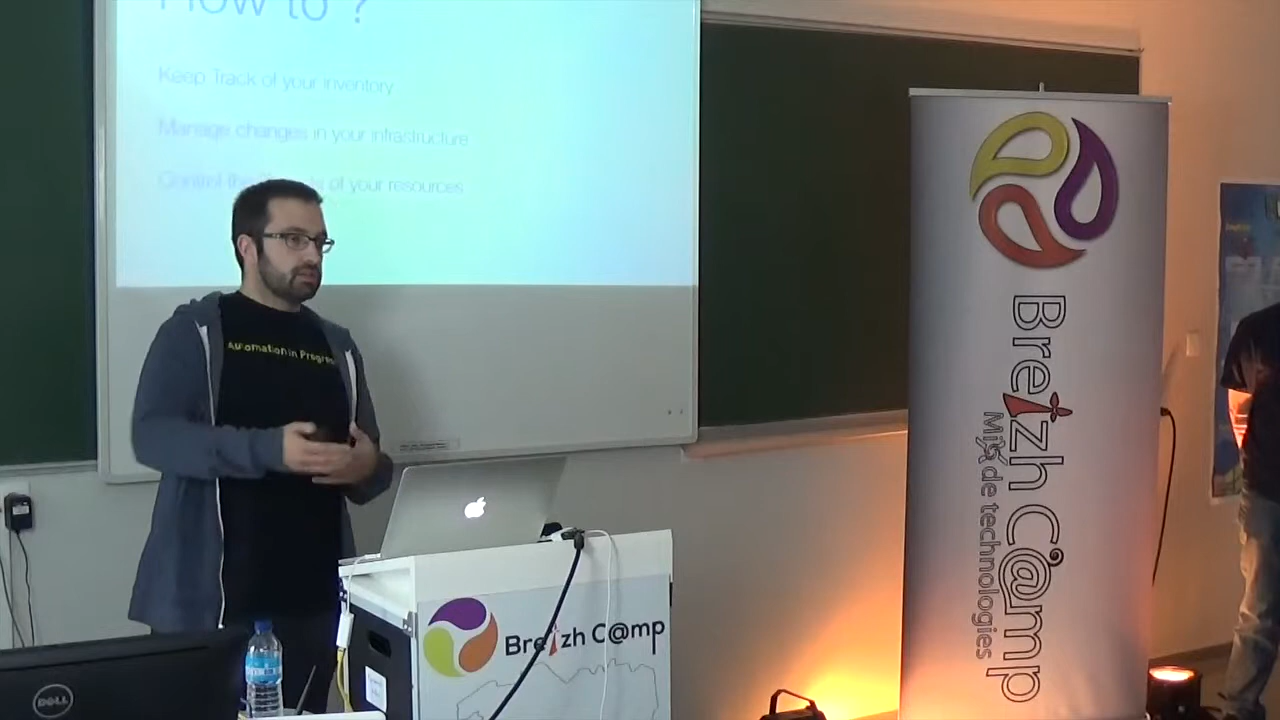 How to ?
Keep Track of your inventory
Manage changes in your infrastructure
Control the
of your resources
Automation in Progress
Breizh C@mp
Mix de technologies
Breizh C@mp
DELL